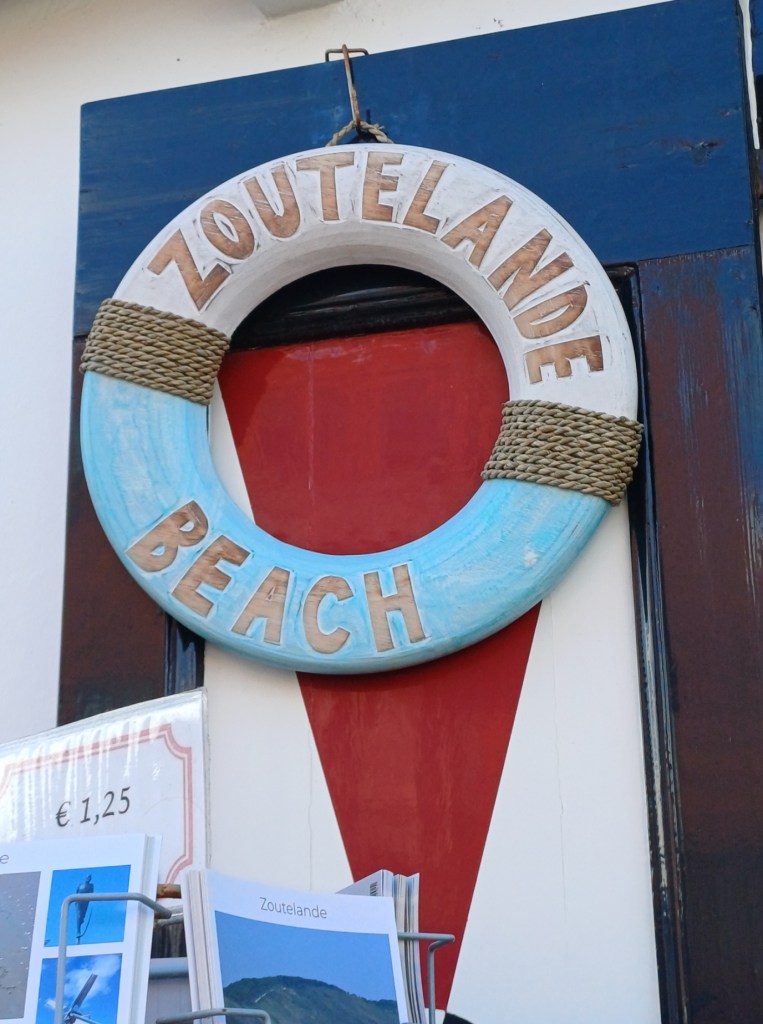 ZOUTELANDE
BEACH
€ 1,25
e
Zoutelande